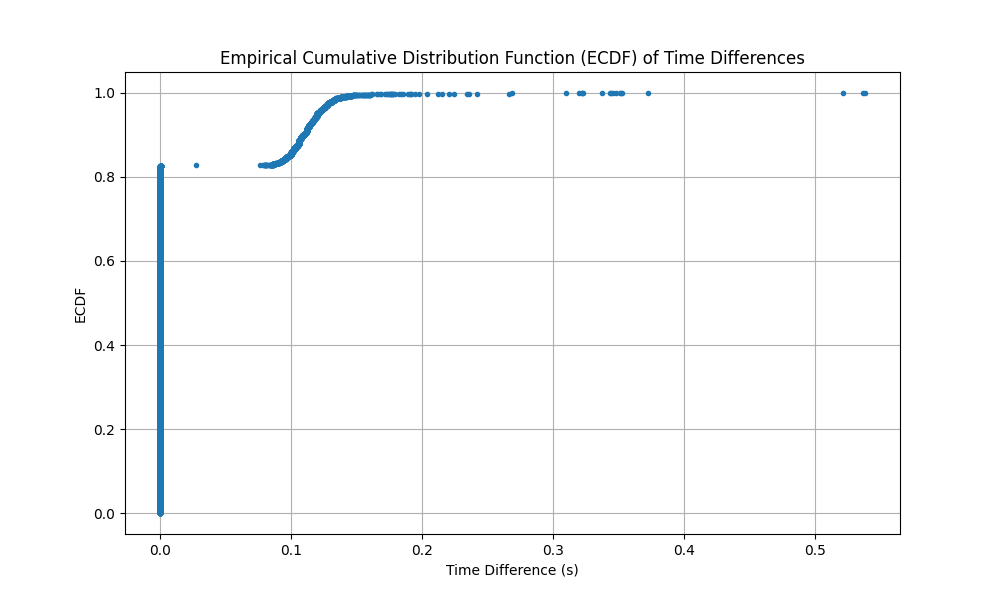 Empirical Cumulative Distribution Function (ECDF) of Time Differences
1.0
0.8
0.6
0.4
0.2
0.0
ECDF
0.0 0.1 0.2 0.3 0.4 0.5
Time Difference (s)